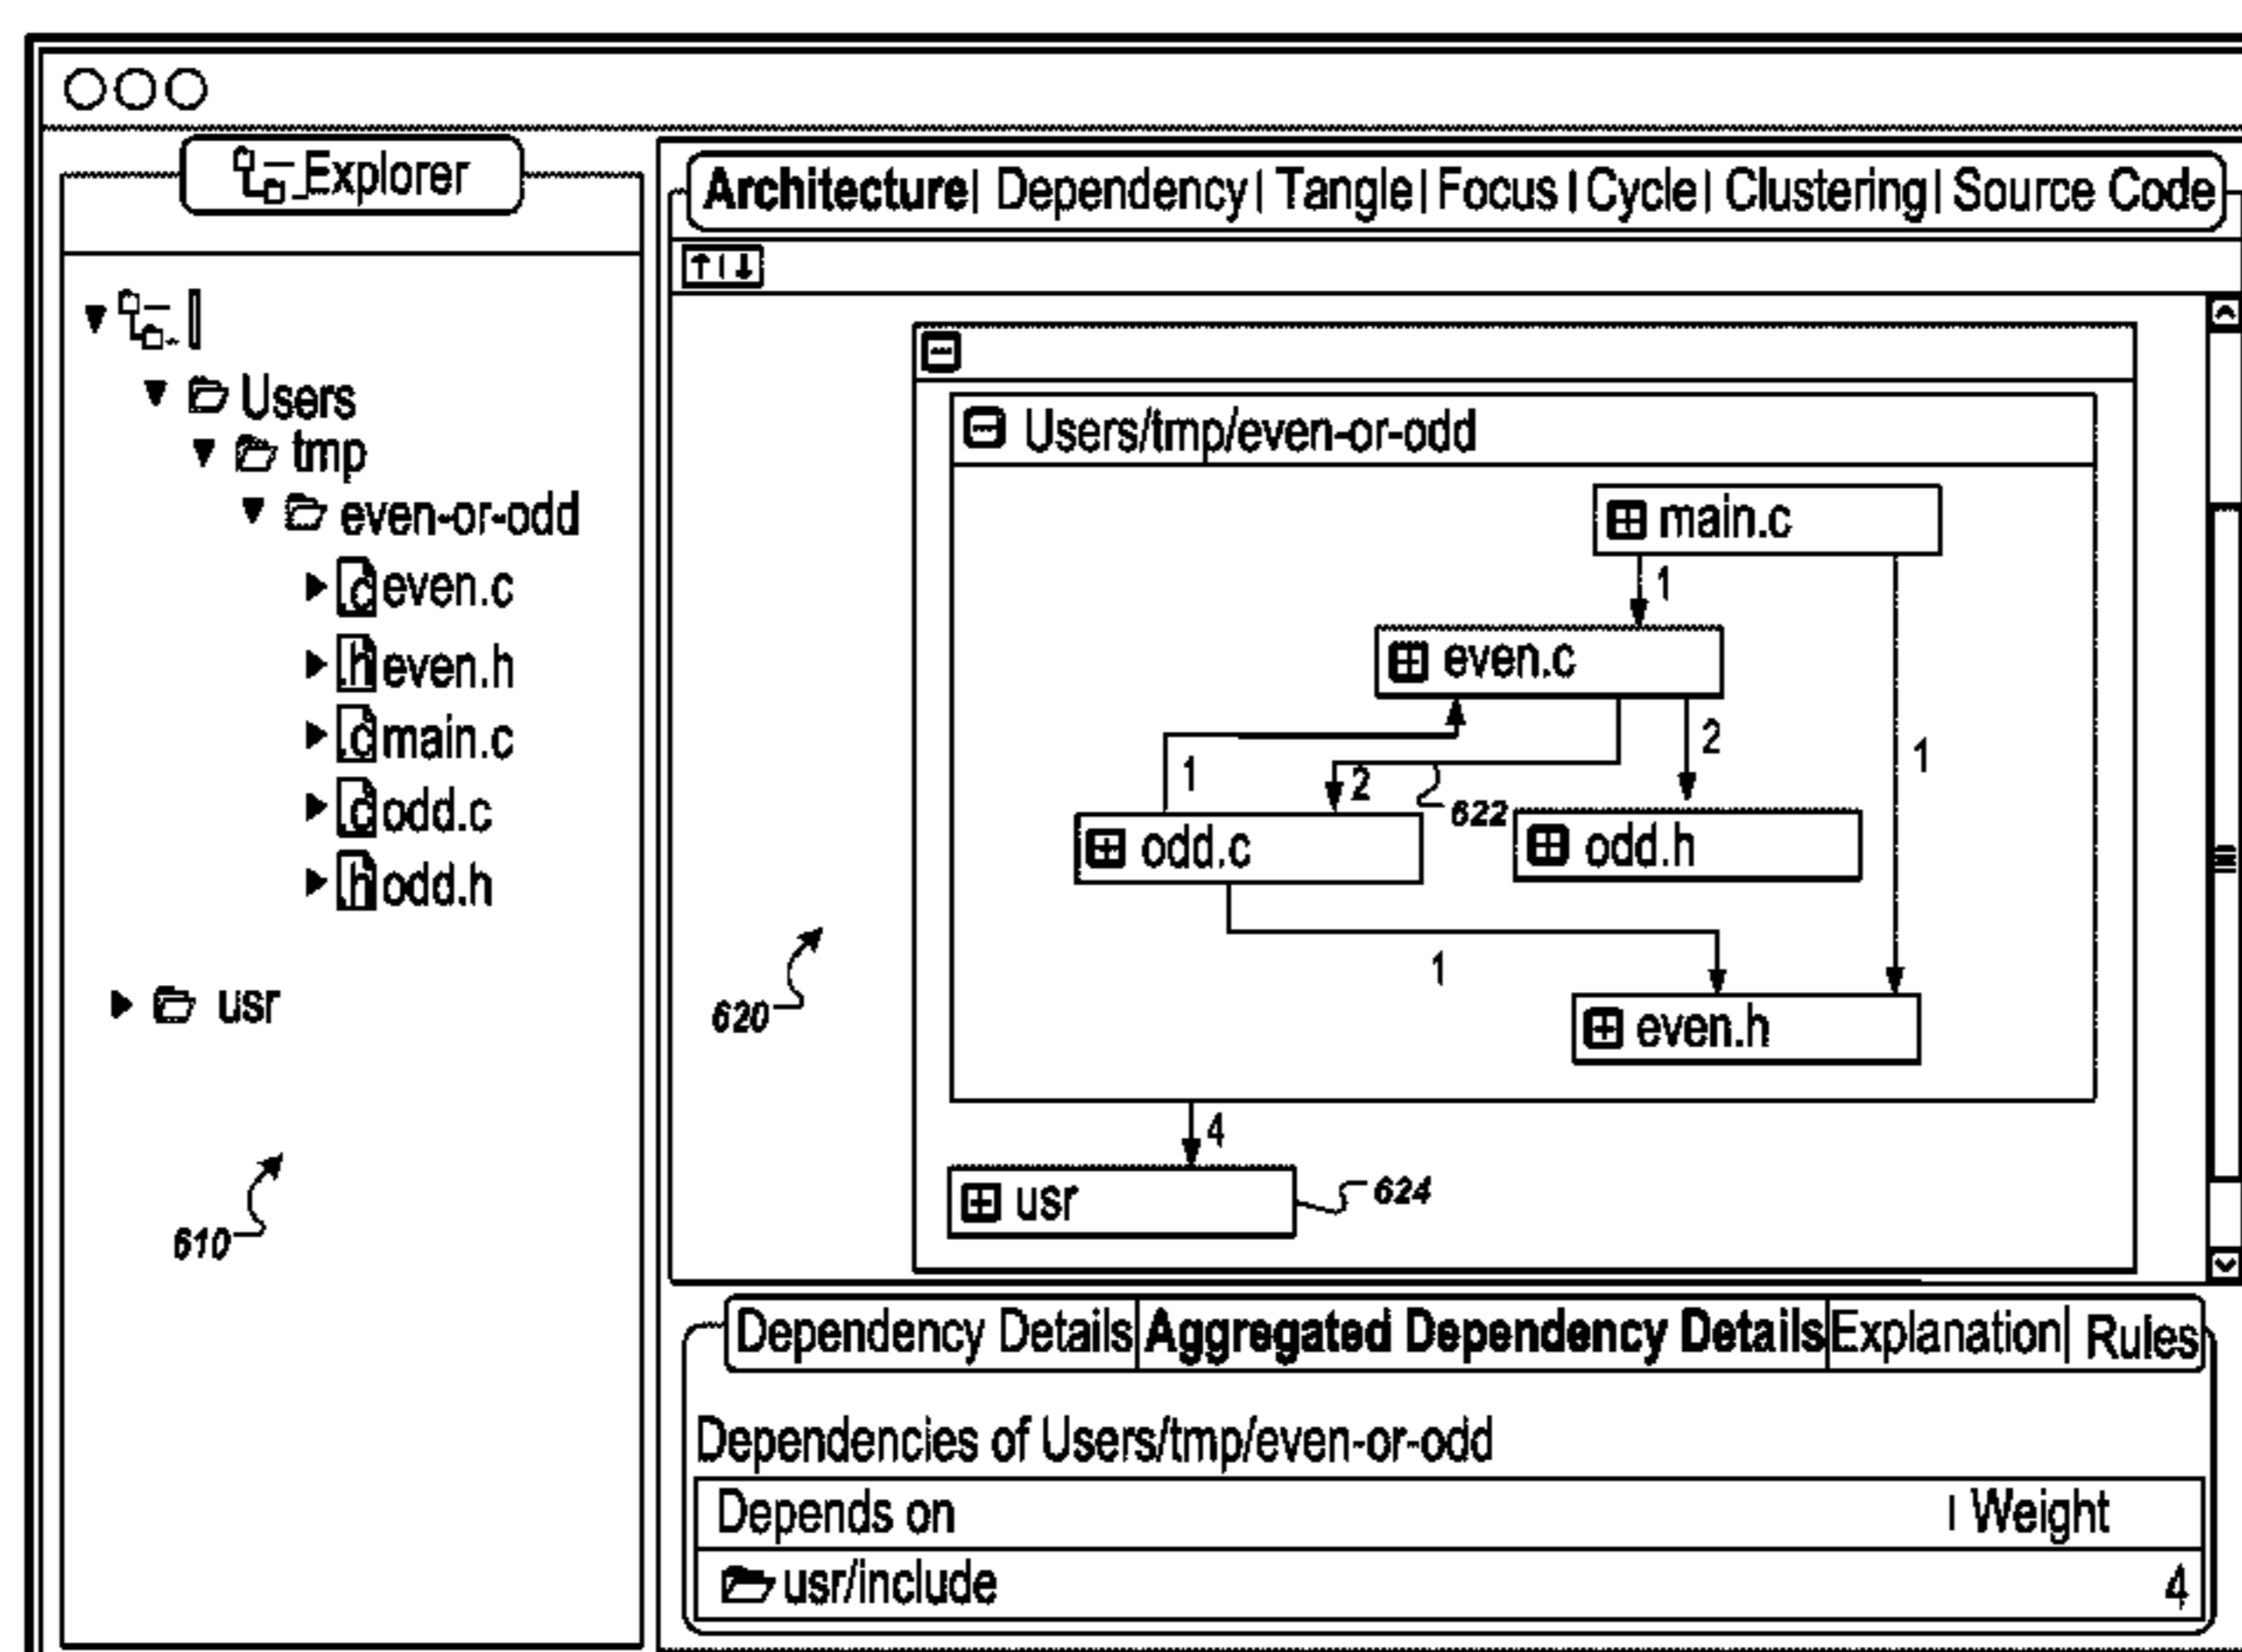 Explorer
Users
tmp
even-or-odd
.c even.c
.h even.h
.c main.c
.c odd.c
.h odd.h
usr
610
Architecture| Dependency| Tangle| Focus | Cycle| Clustering| Source Code
Users/tmp/even-or-odd
main.c
1
even.c
1
2
2
1
622
odd.c
odd.h
1
620
even.h
4
usr
624
Dependency Details|Aggregated Dependency Details|Explanation| Rules
Dependencies of Users/tmp/even-or-odd
Depends on | Weight
usr/include 4